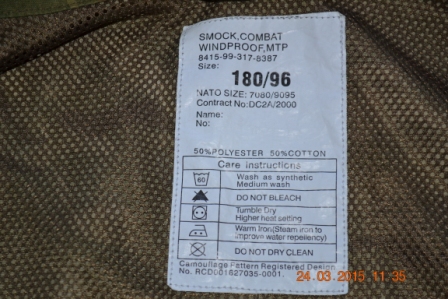 SMOCK, COMBAT
WINDPROOF, MTP
8415-99-317-8387
Size:
180/96
NATO SIZE: 7080/9095
Contract No: DC2A/2000
Name:
No:
50%POLYESTER 50%COTTON
Care Instructions
60
Wash as synthetic
Medium wash
DO NOT BLEACH
Tumble Dry
Higher heat setting
Warm Iron(Steam iron to
improve water repellency)
DO NOT DRY CLEAN
Camouflage Pattern Registered Design
No. RCD001627035-0001.
24.03.2015 11:35